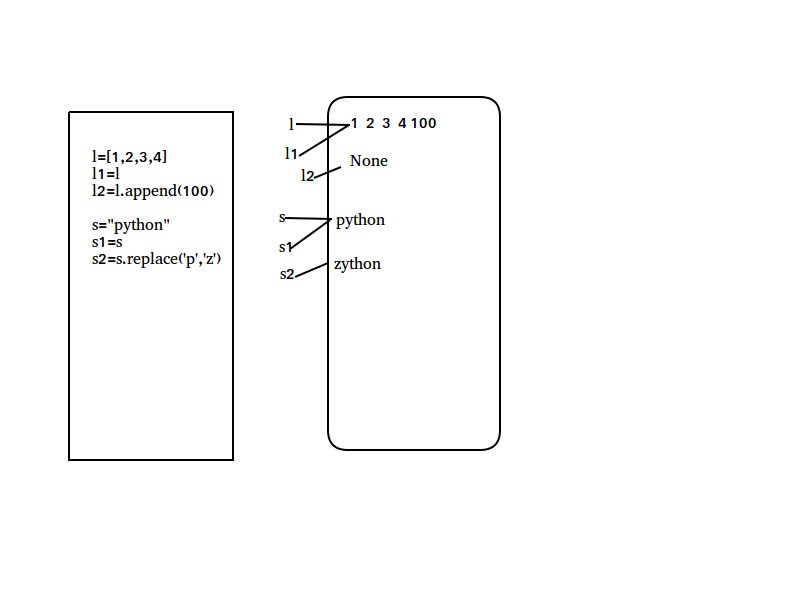 l=[1,2,3,4]
l1=l
l2=l.append(100)
s="python"
s1=s
s2=s.replace('p','z')
l
1 2 3 4 100
l1
None
l2
s
python
s1
zython
s2